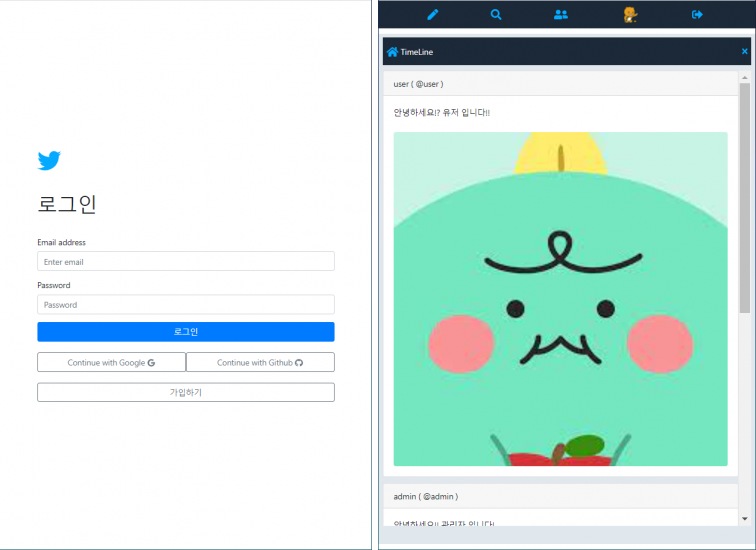 로그인
Email address
Enter email
Password
Password
로그인
Continue with Google
Continue with Github
가입하기
TimeLine
user ( @user )
안녕하세요!? 유저 입니다!!
admin ( @admin )
안녕하세요!! 관리자 입니다!